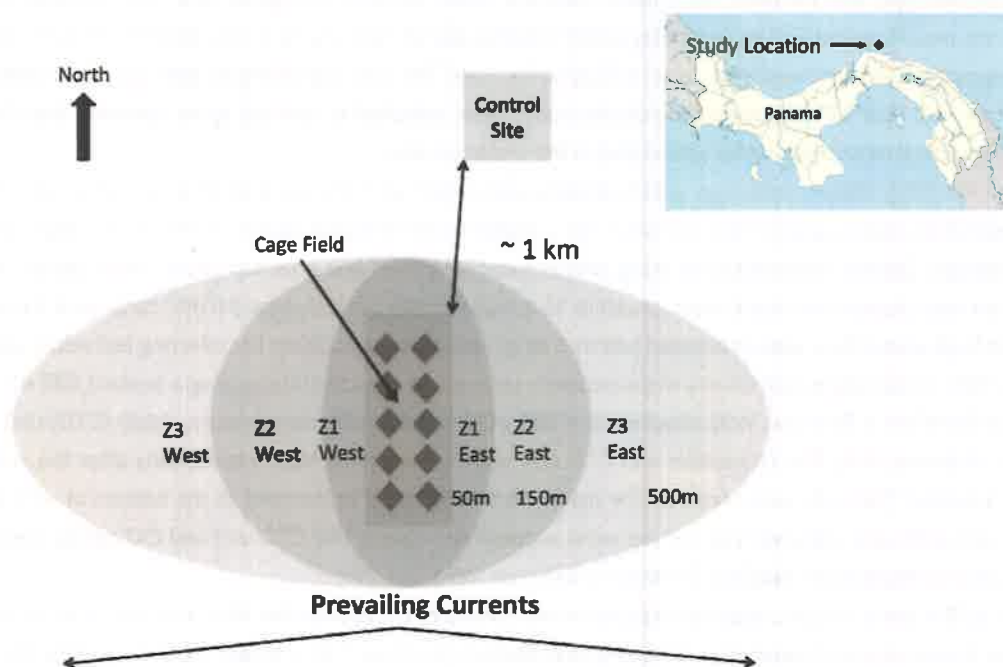 Study Location
North
Control
Site
Panama
Cage Field
~ 1 km
Z3
West
Z2
West
Z1
West
Z1
East
Z2
East
Z3
East
50m
150m
500m
Prevailing Currents